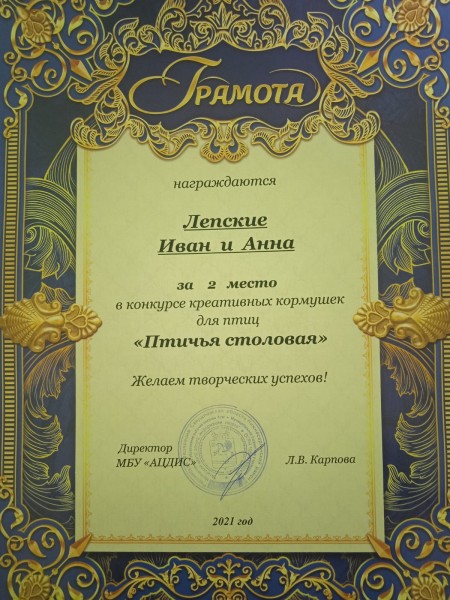 Грамота
награждаются
Лепские
Иван и Анна
за 2 место
в конкурсе креативных кормушек
для птиц
«Птичья столовая»
Желаем творческих успехов!
Директор
МБУ «АЦДИС»
Л.В. Карпова
2021 год